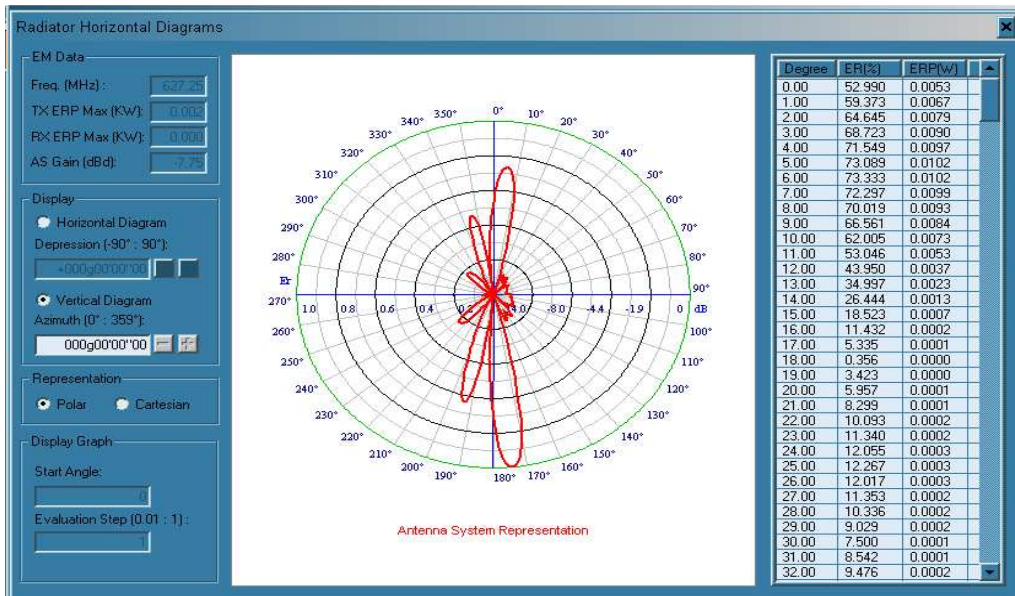 Radiator Horizontal Diagrams
EM Data
Freq. (MHz) : 627.25
TX ERP Max (KW): 0.002
RX ERP Max (KW): 0.000
AS Gain (dBd): -7.75
Display
Horizontal Diagram
Depression (-90° : 90°):
+000g00'00''00
Vertical Diagram
Azimuth (0° : 359°):
000g00'00''00
Representation
Polar Cartesian
Display Graph
Start Angle:
0
Evaluation Step (0.01 : 1) :
1
0°
10°
20°
30°
40°
50°
60°
70°
80°
90°
100°
110°
120°
130°
140°
150°
160°
170°
180°
190°
200°
210°
220°
230°
240°
250°
260°
270°
280°
290°
300°
310°
320°
330°
340°
350°
Er
1.0 0.8 0.6 0.4 -8.0 -4.4 -1.9 0 dB
Antenna System Representation
Degree ER(%) ERP(W)
0.00 52.990 0.0053
1.00 59.373 0.0067
2.00 64.645 0.0079
3.00 68.723 0.0090
4.00 71.549 0.0097
5.00 73.089 0.0102
6.00 73.333 0.0102
7.00 72.297 0.0099
8.00 70.019 0.0093
9.00 66.561 0.0084
10.00 62.005 0.0073
11.00 53.046 0.0053
12.00 43.950 0.0037
13.00 34.997 0.0023
14.00 26.444 0.0013
15.00 18.523 0.0007
16.00 11.432 0.0002
17.00 5.335 0.0001
18.00 0.356 0.0000
19.00 3.423 0.0000
20.00 5.957 0.0001
21.00 8.299 0.0001
22.00 10.093 0.0002
23.00 11.340 0.0002
24.00 12.055 0.0003
25.00 12.267 0.0003
26.00 12.017 0.0003
27.00 11.353 0.0002
28.00 10.336 0.0002
29.00 9.029 0.0002
30.00 7.500 0.0001
31.00 8.542 0.0001
32.00 9.476 0.0002